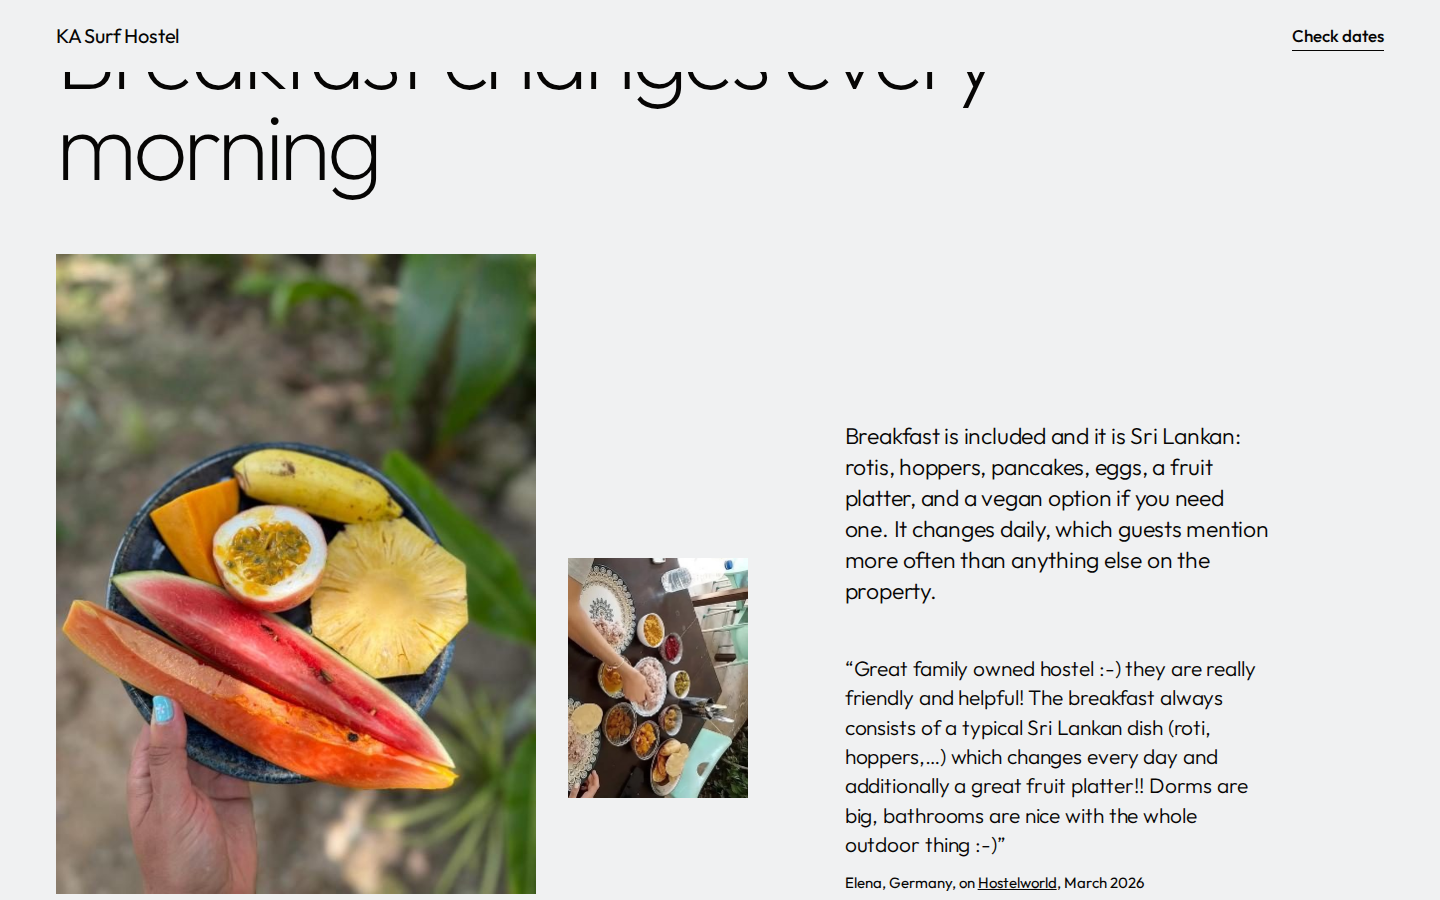 KA Surf Hostel
Check dates
Breakfast changes every
morning
Breakfast is included and it is Sri Lankan:
rotis, hoppers, pancakes, eggs, a fruit
platter, and a vegan option if you need
one. It changes daily, which guests mention
more often than anything else on the
property.
“Great family owned hostel :-) they are really
friendly and helpful! The breakfast always
consists of a typical Sri Lankan dish (roti,
hoppers,...) which changes every day and
additionally a great fruit platter!! Dorms are
big, bathrooms are nice with the whole
outdoor thing :-)”
Elena, Germany, on Hostelworld, March 2026